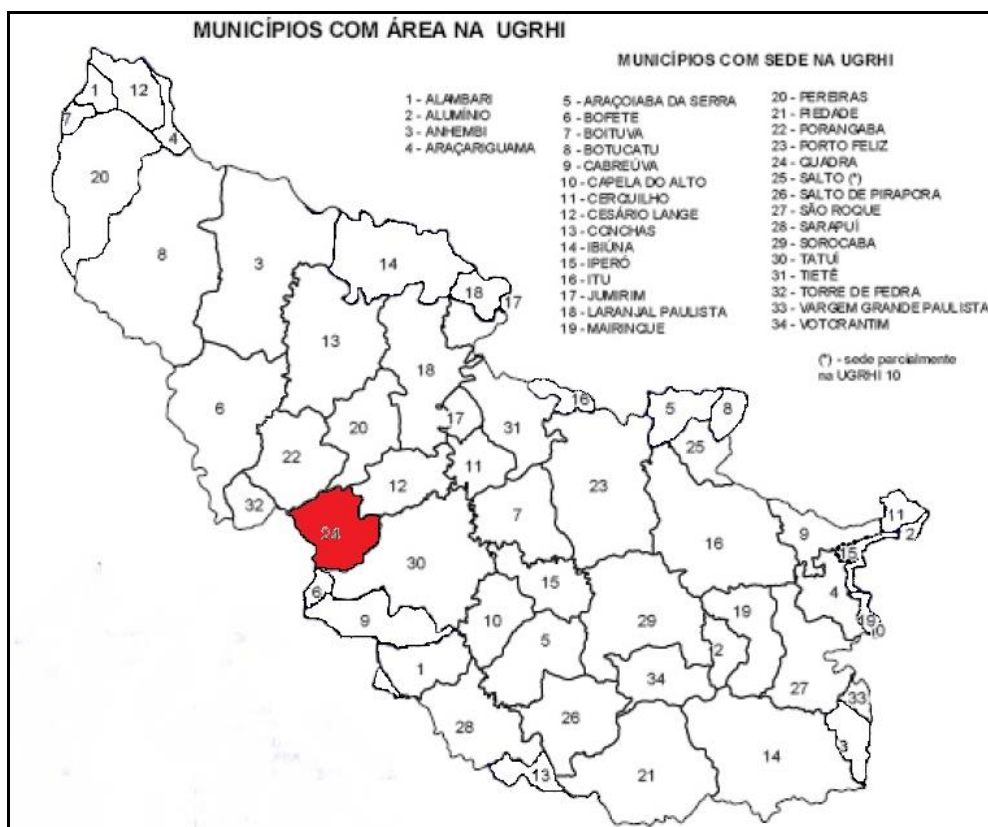 MUNICÍPIOS COM ÁREA NA UGRHI
MUNICÍPIOS COM SEDE NA UGRHI
1 - ALAMBARI
2 - ALUMÍNIO
3 - ANHEMBI
4 - ARAÇARIGUAMA
5 - ARAÇOIABA DA SERRA
6 - BOFETE
7 - BOITUVA
8 - BOTUCATU
9 - CABREÚVA
10 - CAPELA DO ALTO
11 - CERQUILHO
12 - CESÁRIO LANGE
13 - CONCHAS
14 - IBIÚNA
15 - IPERÓ
16 - ITU
17 - JUMIRIM
18 - LARANJAL PAULISTA
19 - MAIRINQUE
20 - PEREIRAS
21 - PIEDADE
22 - PORANGABA
23 - PORTO FELIZ
24 - QUADRA
25 - SALTO (*)
26 - SALTO DE PIRAPORA
27 - SÃO ROQUE
28 - SARAPUÍ
29 - SOROCABA
30 - TATUÍ
31 - TIETÊ
32 - TORRE DE PEDRA
33 - VARGEM GRANDE PAULISTA
34 - VOTORANTIM
(*) - sede parcialmente
na UGRHI 10
1
12
7
4
20
8
3
14
18
17
13
18
6
16
5
8
20
17
31
25
22
11
23
12
32
7
11
2
24
16
9
30
15
15
4
6
10
29
19
19
10
9
5
2
1
34
27
33
28
26
3
13
21
14